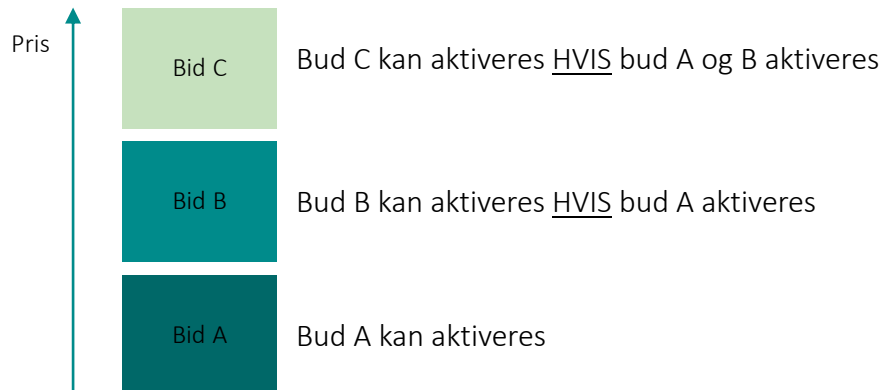 Pris
Bid C
Bud C kan aktiveres HVIS bud A og B aktiveres
Bid B
Bud B kan aktiveres HVIS bud A aktiveres
Bid A
Bud A kan aktiveres